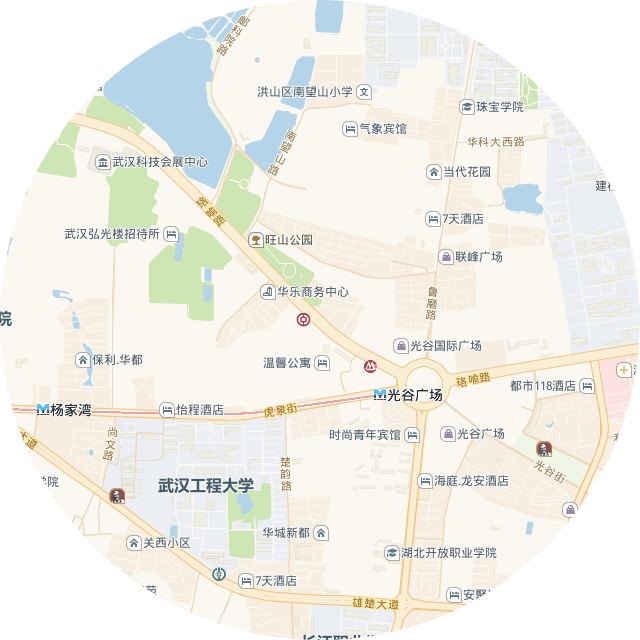 邮科院路
洪山区南望山小学
珠宝学院
气象宾馆
华科大西路
南望山路
武汉科技会展中心
当代花园
珞喻路
7天酒店
武汉弘光楼招待所
旺山公园
联峰广场
华乐商务中心
鲁磨路
院
光谷国际广场
保利.华都
温馨公寓
珞喻路
都市118酒店
光谷广场
杨家湾
怡程酒店
虎泉街
尚文路
大道
时尚青年宾馆
光谷广场
光谷街
楚韵路
学院
武汉工程大学
海庭.龙安酒店
华城新都
关西小区
湖北开放职业学院
7天酒店
雄楚大道